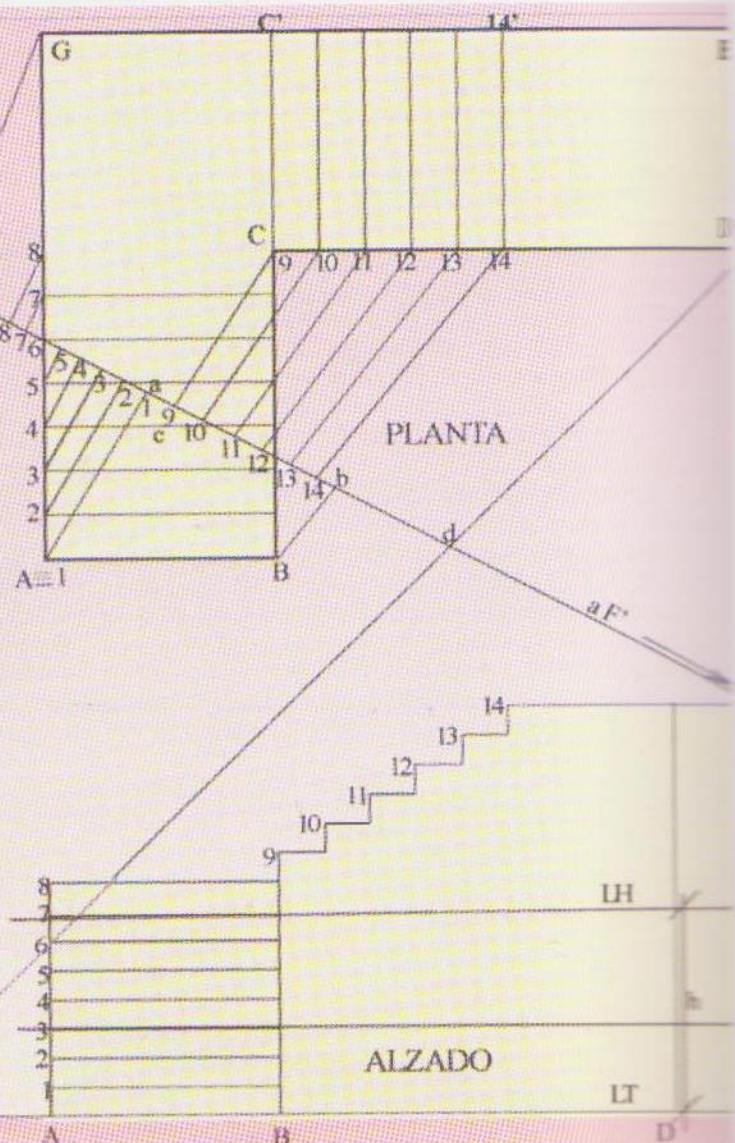 C' 14'
G E
C
8 9 10 11 12 13 14
7
8 7 6
5 4 3 2 1 a
5 9
4 c 10 PLANTA
3 11 12 13 14 b
2
d
A≡1 B
a F'
14
13
12
11
10
9
8
7 LH
6
5
4 h
3
2 ALZADO
1 LT
A B D